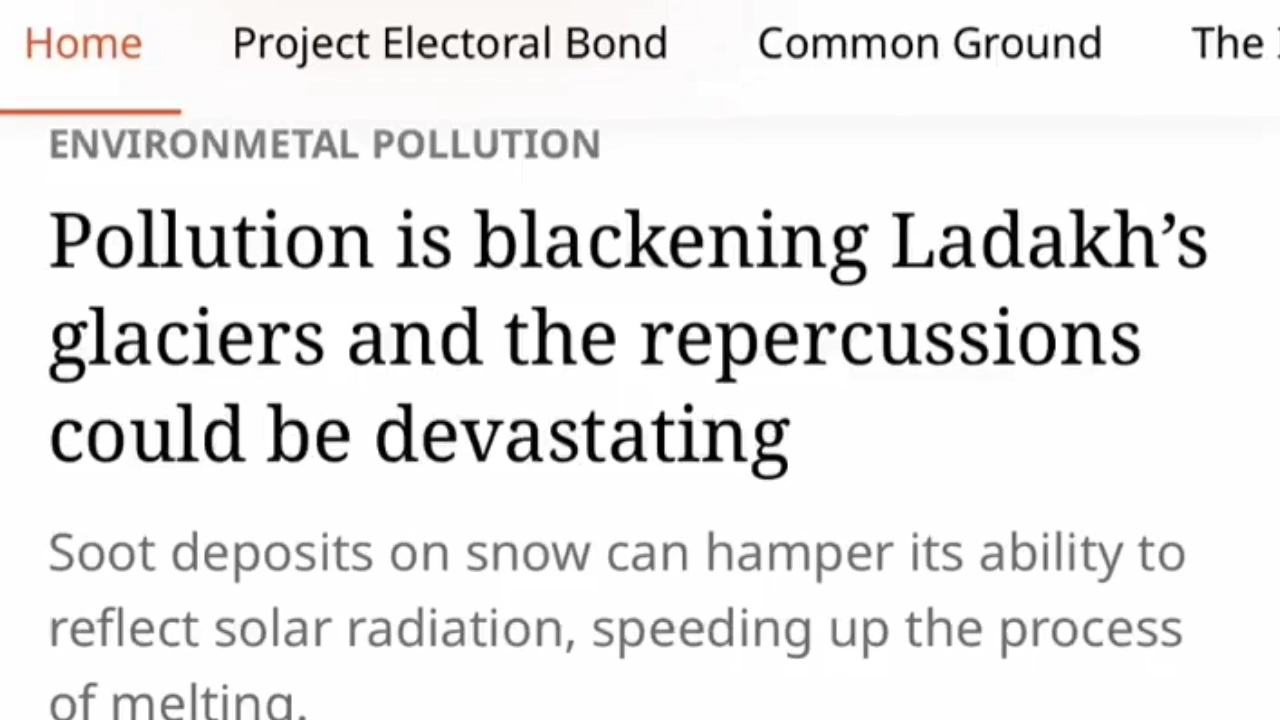 Home Project Electoral Bond Common Ground The
ENVIRONMETAL POLLUTION
Pollution is blackening Ladakh’s
glaciers and the repercussions
could be devastating
Soot deposits on snow can hamper its ability to
reflect solar radiation, speeding up the process
of melting.